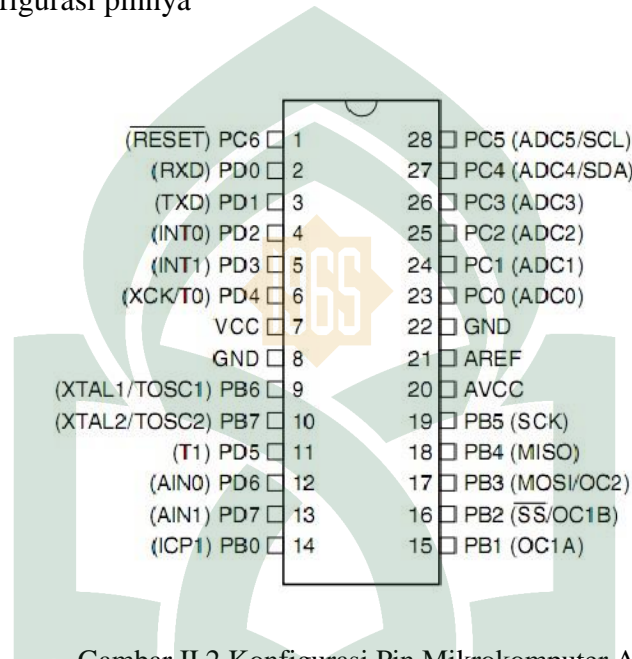 figurasi pinnya
(RESET) PC6 1 28 PC5 (ADC5/SCL)
(RXD) PD0 2 27 PC4 (ADC4/SDA)
(TXD) PD1 3 26 PC3 (ADC3)
(INT0) PD2 4 25 PC2 (ADC2)
(INT1) PD3 5 24 PC1 (ADC1)
(XCK/T0) PD4 6 23 PC0 (ADC0)
VCC 7 22 GND
GND 8 21 AREF
(XTAL1/TOSC1) PB6 9 20 AVCC
(XTAL2/TOSC2) PB7 10 19 PB5 (SCK)
(T1) PD5 11 18 PB4 (MISO)
(AIN0) PD6 12 17 PB3 (MOSI/OC2)
(AIN1) PD7 13 16 PB2 (SS/OC1B)
(ICP1) PB0 14 15 PB1 (OC1A)
1965
Gambar II.2 Konfigurasi Pin Mikrokomputer A